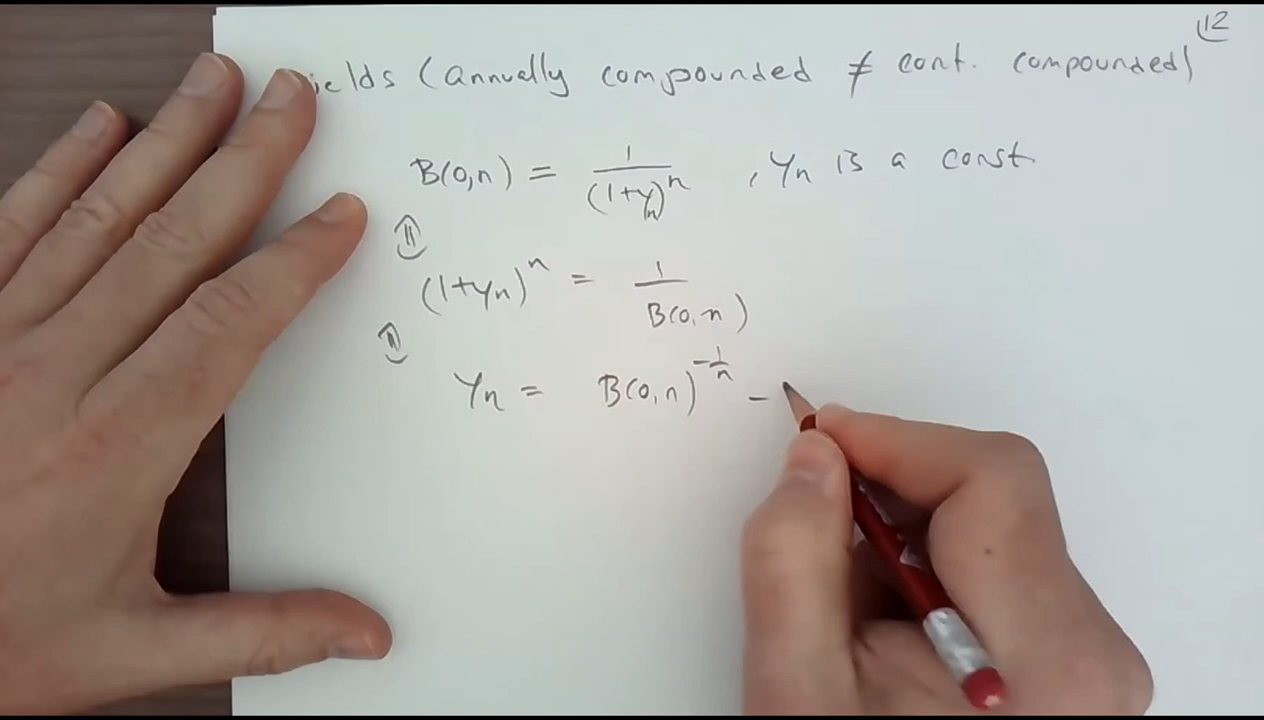 12
ields (annually compounded ≠ cont. compounded)
B(0,n) = 1/(1+yn)^n , Yn is a const
⇕
(1+yn)^n = 1/B(0,n)
⇕
Yn = B(0,n)^-1/n -